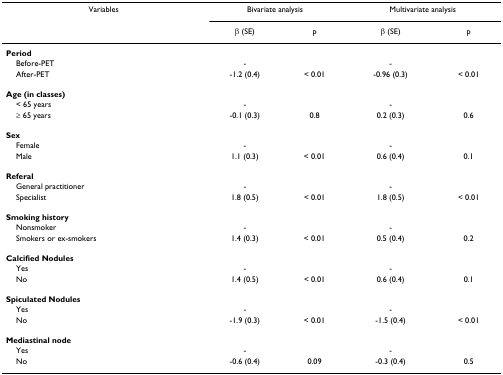 Variables Bivariate analysis Multivariate analysis
β (SE) p β (SE) p
Period
Before-PET - -
After-PET -1.2 (0.4) < 0.01 -0.96 (0.3) < 0.01
Age (in classes)
< 65 years - -
≥ 65 years -0.1 (0.3) 0.8 0.2 (0.3) 0.6
Sex
Female - -
Male 1.1 (0.3) < 0.01 0.6 (0.4) 0.1
Referal
General practitioner - -
Specialist 1.8 (0.5) < 0.01 1.8 (0.5) < 0.01
Smoking history
Nonsmoker - -
Smokers or ex-smokers 1.4 (0.3) < 0.01 0.5 (0.4) 0.2
Calcified Nodules
Yes - -
No 1.4 (0.5) < 0.01 0.6 (0.4) 0.1
Spiculated Nodules
Yes - -
No -1.9 (0.3) < 0.01 -1.5 (0.4) < 0.01
Mediastinal node
Yes - -
No -0.6 (0.4) 0.09 -0.3 (0.4) 0.5